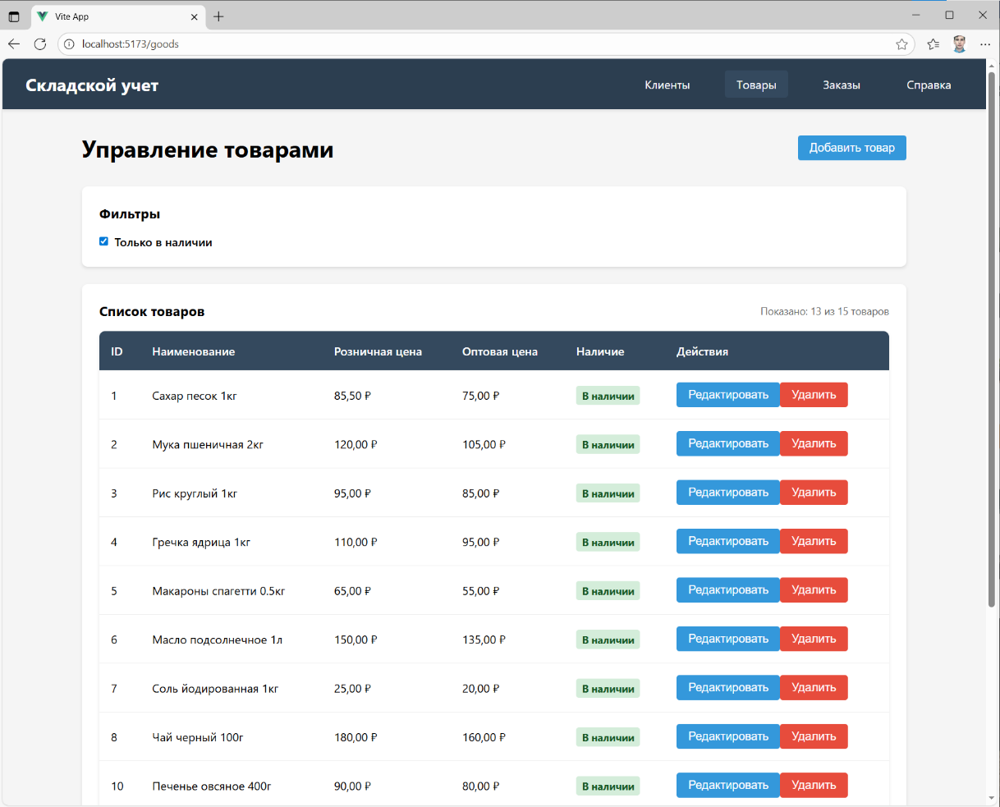 Vite App
localhost:5173/goods
Складской учет
Клиенты Товары Заказы Справка
Управление товарами
Добавить товар
Фильтры
Только в наличии
Список товаров
Показано: 13 из 15 товаров
ID Наименование Розничная цена Оптовая цена Наличие Действия
1 Сахар песок 1кг 85,50 ₽ 75,00 ₽ В наличии Редактировать Удалить
2 Мука пшеничная 2кг 120,00 ₽ 105,00 ₽ В наличии Редактировать Удалить
3 Рис круглый 1кг 95,00 ₽ 85,00 ₽ В наличии Редактировать Удалить
4 Гречка ядрица 1кг 110,00 ₽ 95,00 ₽ В наличии Редактировать Удалить
5 Макароны спагетти 0.5кг 65,00 ₽ 55,00 ₽ В наличии Редактировать Удалить
6 Масло подсолнечное 1л 150,00 ₽ 135,00 ₽ В наличии Редактировать Удалить
7 Соль йодированная 1кг 25,00 ₽ 20,00 ₽ В наличии Редактировать Удалить
8 Чай черный 100г 180,00 ₽ 160,00 ₽ В наличии Редактировать Удалить
10 Печенье овсяное 400г 90,00 ₽ 80,00 ₽ В наличии Редактировать Удалить